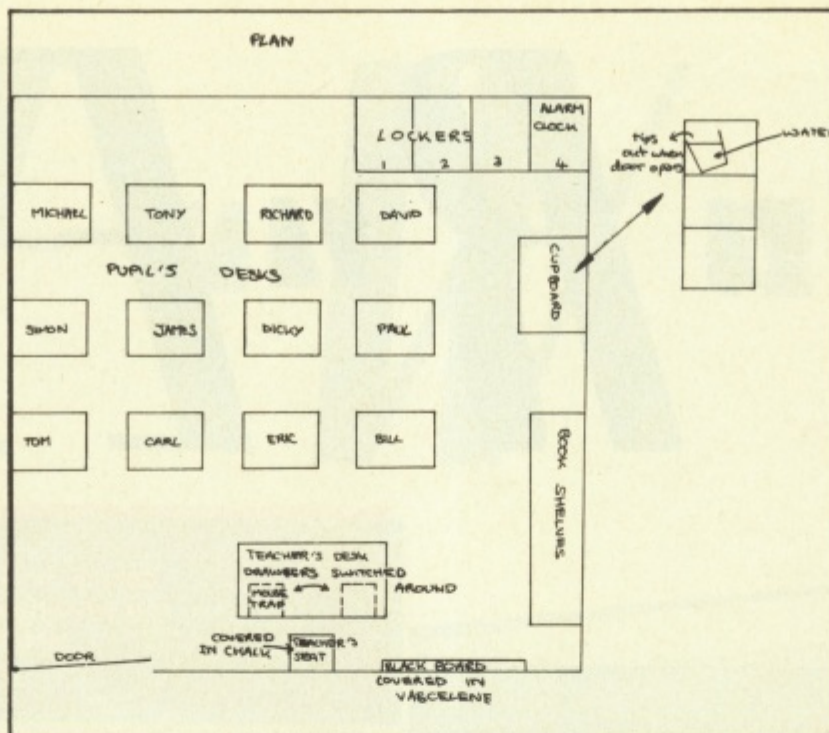 PLAN
ALARM
CLOCK
LOCKERS
1 2 3 4
WATER
tips
out when
door opens
MICHAEL TONY RICHARD DAVID
PUPIL'S DESKS
CUPBOARD
SIMON JAMES DICKY PAUL
TOM CARL ERIC BILL
BOOK SHELVES
TEACHER'S DESK
DRAWERS SWITCHED
AROUND
MOUSE
TRAP
COVERED
IN CHALK
TEACHER'S
SEAT
DOOR
BLACK BOARD
COVERED IN
VASCELENE